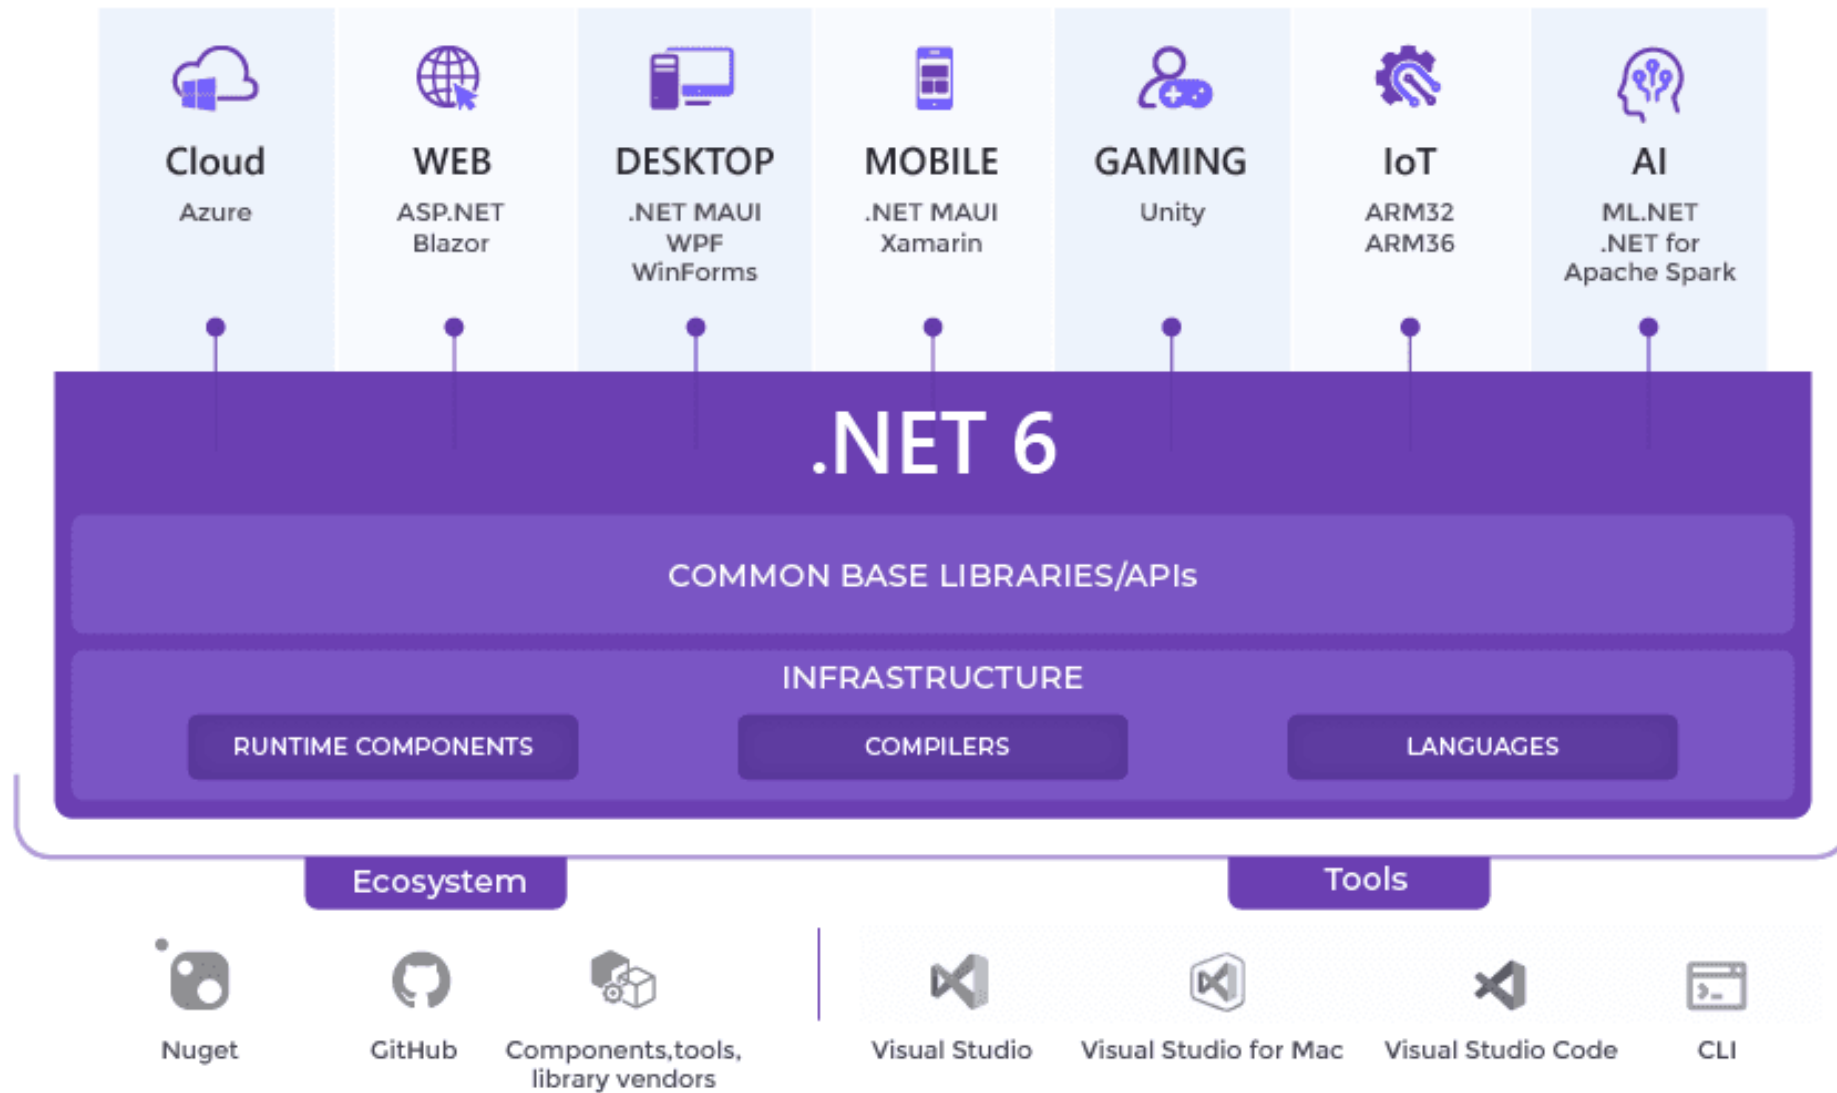 Cloud
Azure
WEB
ASP.NET
Blazor
DESKTOP
.NET MAUI
WPF
WinForms
MOBILE
.NET MAUI
Xamarin
GAMING
Unity
IoT
ARM32
ARM36
AI
ML.NET
.NET for
Apache Spark
.NET 6
COMMON BASE LIBRARIES/APIs
INFRASTRUCTURE
RUNTIME COMPONENTS
COMPILERS
LANGUAGES
Ecosystem
Nuget
GitHub
Components,tools,
library vendors
Tools
Visual Studio
Visual Studio for Mac
Visual Studio Code
CLI